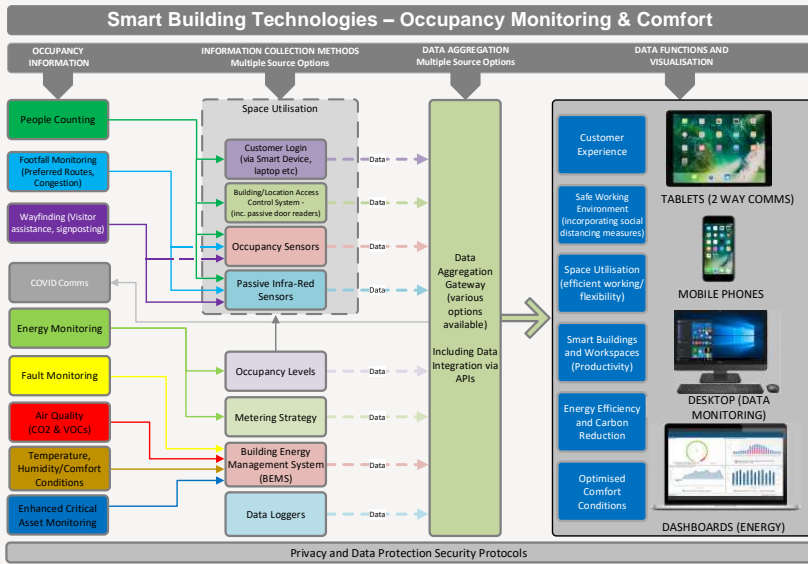 Smart Building Technologies – Occupancy Monitoring & Comfort
OCCUPANCY
INFORMATION
INFORMATION COLLECTION METHODS
Multiple Source Options
DATA AGGREGATION
Multiple Source Options
DATA FUNCTIONS AND
VISUALISATION
People Counting
Footfall Monitoring
(Preferred Routes,
Congestion)
Wayfinding (Visitor
assistance, signposting)
COVID Comms
Energy Monitoring
Fault Monitoring
Air Quality
(CO2 & VOCs)
Temperature,
Humidity/Comfort
Conditions
Enhanced Critical
Asset Monitoring
Space Utilisation
Customer Login
(via Smart Device,
laptop etc)
Building/Location Access
Control System -
(inc. passive door readers)
Occupancy Sensors
Passive Infra-Red
Sensors
Occupancy Levels
Metering Strategy
Building Energy
Management System
(BEMS)
Data Loggers
Data
Data
Data
Data
Data
Data
Data
Data
Data
Aggregation
Gateway
(various
options
available)
Including Data
Integration via
APIs
Customer
Experience
Safe Working
Environment
(incorporating social
distancing measures)
Space Utilisation
(efficient working/
flexibility)
Smart Buildings
and Workspaces
(Productivity)
Energy Efficiency
and Carbon
Reduction
Optimised
Comfort
Conditions
TABLETS (2 WAY COMMS)
MOBILE PHONES
DESKTOP (DATA
MONITORING)
DASHBOARDS (ENERGY)
Privacy and Data Protection Security Protocols